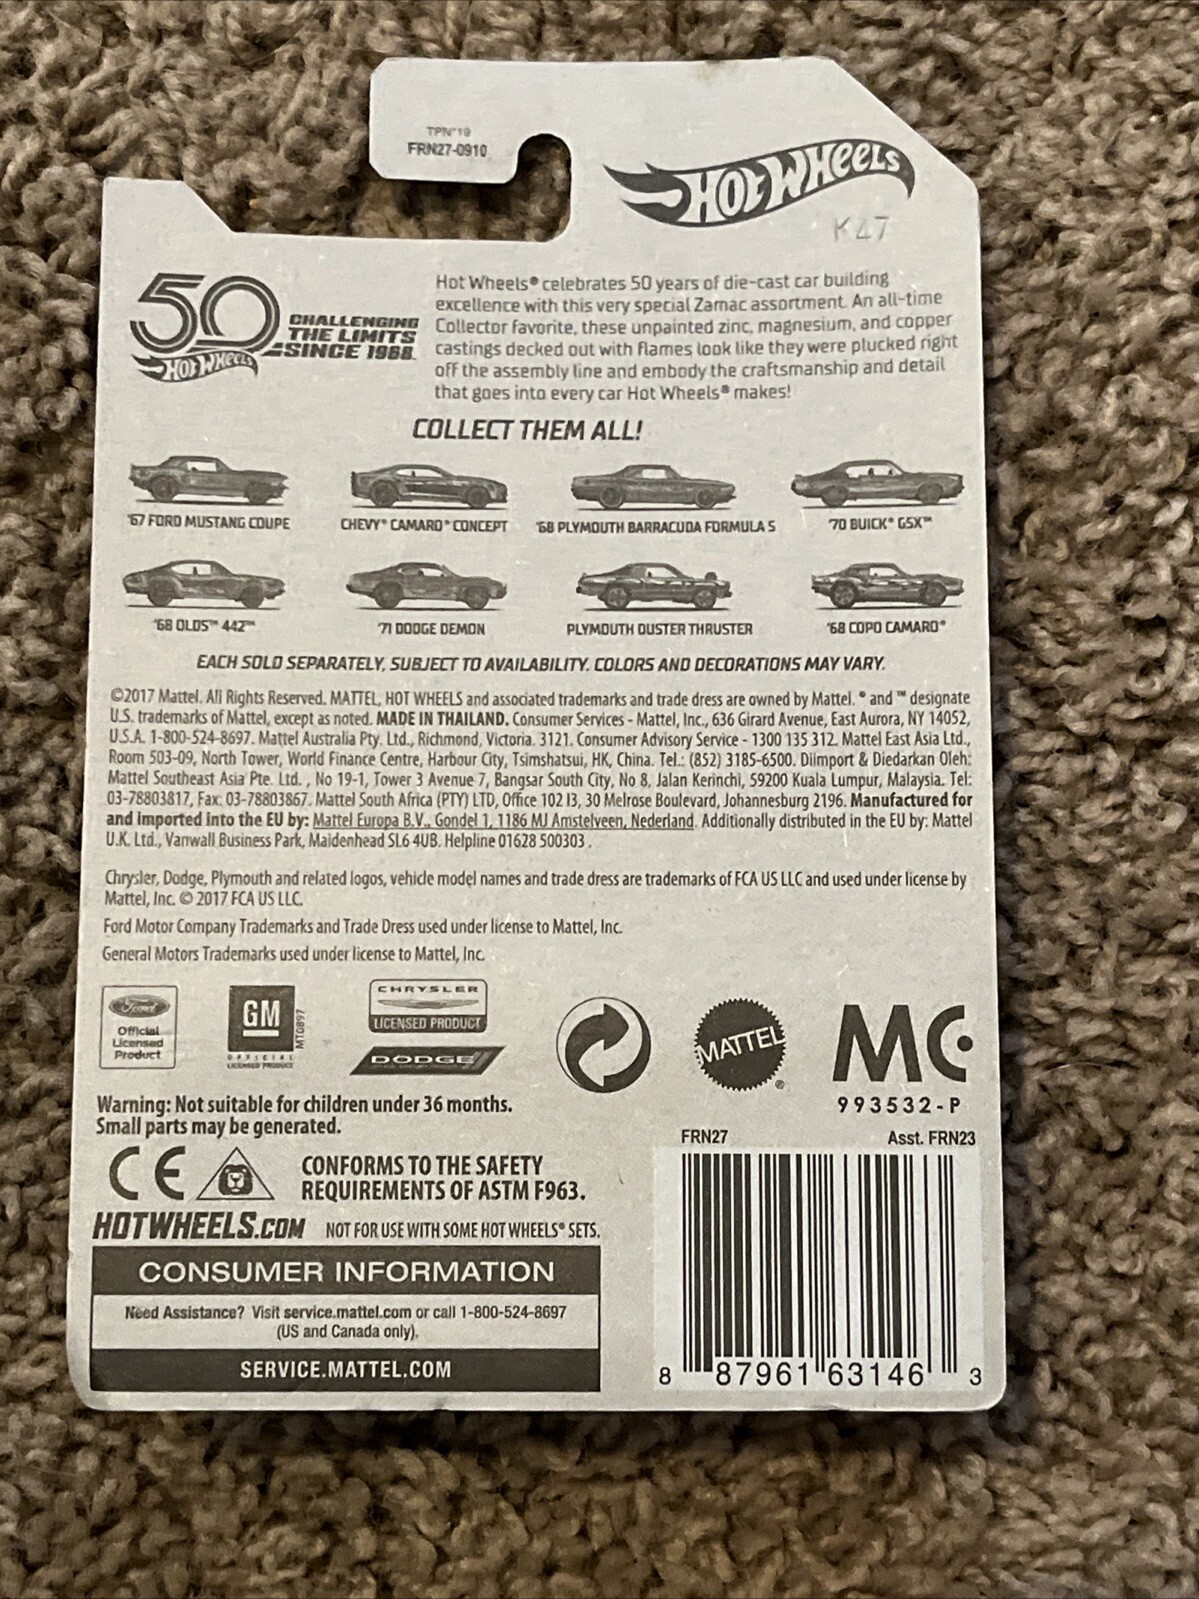 TPN'19
FRN27-0910
HOT WHEELS
K47
50 CHALLENGING
THE LIMITS
SINCE 1968
HOT WHEELS
Hot Wheels® celebrates 50 years of die-cast car building
excellence with this very special Zamac assortment. An all-time
Collector favorite, these unpainted zinc, magnesium, and copper
castings decked out with flames look like they were plucked right
off the assembly line and embody the craftsmanship and detail
that goes into every car Hot Wheels® makes!
COLLECT THEM ALL!
'67 FORD MUSTANG COUPE
CHEVY® CAMARO® CONCEPT
'68 PLYMOUTH BARRACUDA FORMULA S
'70 BUICK® GSX™
'68 OLDS™ 442™
'71 DODGE DEMON
PLYMOUTH DUSTER THRUSTER
'68 COPO CAMARO®
EACH SOLD SEPARATELY, SUBJECT TO AVAILABILITY. COLORS AND DECORATIONS MAY VARY.
©2017 Mattel. All Rights Reserved. MATTEL, HOT WHEELS and associated trademarks and trade dress are owned by Mattel. ® and ™ designate
U.S. trademarks of Mattel, except as noted. MADE IN THAILAND. Consumer Services - Mattel, Inc., 636 Girard Avenue, East Aurora, NY 14052,
U.S.A. 1-800-524-8697. Mattel Australia Pty. Ltd., Richmond, Victoria. 3121. Consumer Advisory Service - 1300 135 312. Mattel East Asia Ltd.,
Room 503-09, North Tower, World Finance Centre, Harbour City, Tsimshatsui, HK, China. Tel.: (852) 3185-6500. Diimport & Diedarkan Oleh:
Mattel Southeast Asia Pte. Ltd. , No 19-1, Tower 3 Avenue 7, Bangsar South City, No 8, Jalan Kerinchi, 59200 Kuala Lumpur, Malaysia. Tel:
03-78803817, Fax: 03-78803867. Mattel South Africa (PTY) LTD, Office 102 I3, 30 Melrose Boulevard, Johannesburg 2196. Manufactured for
and imported into the EU by: Mattel Europa B.V., Gondel 1, 1186 MJ Amstelveen, Nederland. Additionally distributed in the EU by: Mattel
U.K. Ltd., Vanwall Business Park, Maidenhead SL6 4UB. Helpline 01628 500303 .
Chrysler, Dodge, Plymouth and related logos, vehicle model names and trade dress are trademarks of FCA US LLC and used under license by
Mattel, Inc. © 2017 FCA US LLC.
Ford Motor Company Trademarks and Trade Dress used under license to Mattel, Inc.
General Motors Trademarks used under license to Mattel, Inc.
Ford
Official
Licensed
Product
GM
OFFICIAL
LICENSED PRODUCT
MT0897
CHRYSLER
LICENSED PRODUCT
DODGE
MATTEL®
MC
993532-P
Warning: Not suitable for children under 36 months.
Small parts may be generated.
CE
CONFORMS TO THE SAFETY
REQUIREMENTS OF ASTM F963.
HOTWHEELS.COM NOT FOR USE WITH SOME HOT WHEELS® SETS.
CONSUMER INFORMATION
Need Assistance? Visit service.mattel.com or call 1-800-524-8697
(US and Canada only).
SERVICE.MATTEL.COM
FRN27 Asst. FRN23
8 87961 63146 3